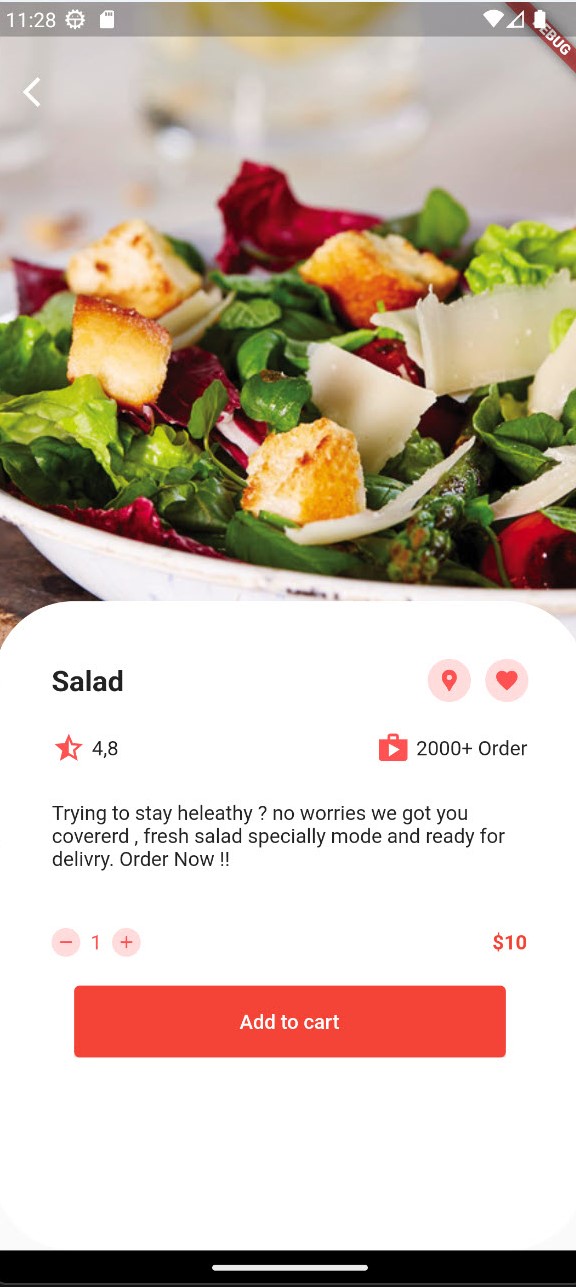 11:28
EBUG
Salad
4,8
2000+ Order
Trying to stay heleathy ? no worries we got you
covererd , fresh salad specially mode and ready for
delivry. Order Now !!
1
$10
Add to cart